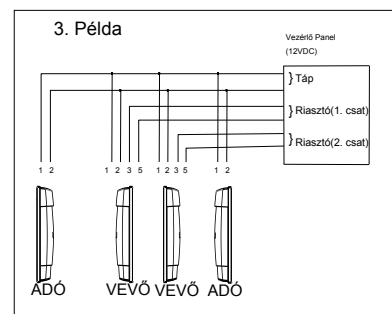 3. Példa
Vezérlő Panel
(12VDC)
} Táp
} Riasztó(1. csat)
} Riasztó(2. csat)
1 2 1 2 3 5 1 2 3 5 1 2
ADÓ VEVŐ VEVŐ ADÓ